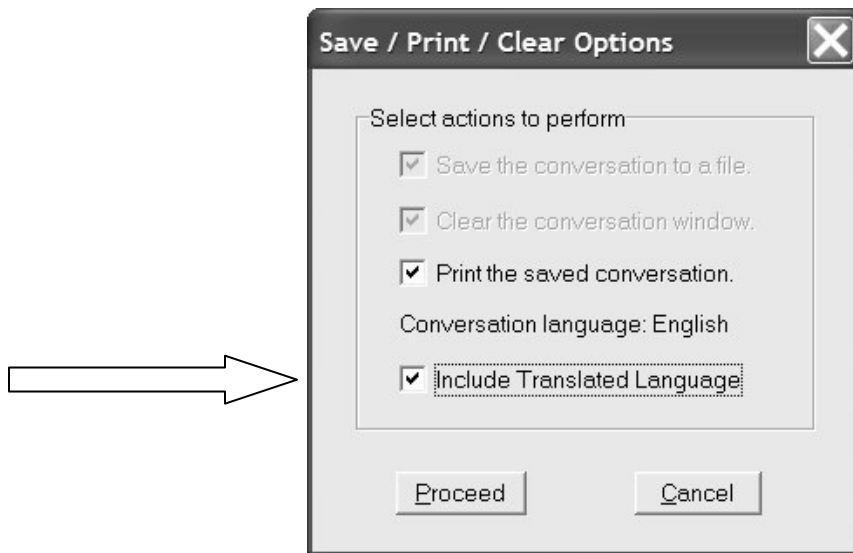 Save / Print / Clear Options
Select actions to perform
Save the conversation to a file.
Clear the conversation window.
Print the saved conversation.
Conversation language: English
Include Translated Language
Proceed
Cancel